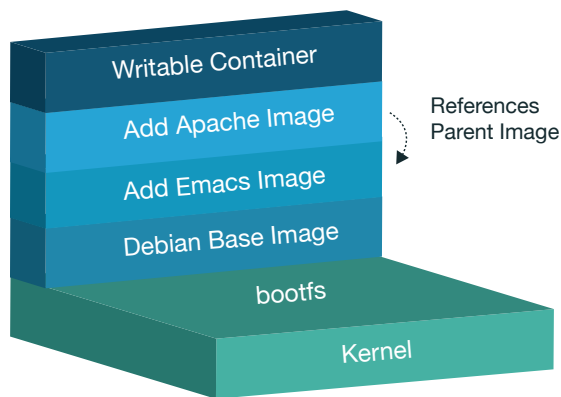 Writable Container
Add Apache Image
References
Parent Image
Add Emacs Image
Debian Base Image
bootfs
Kernel